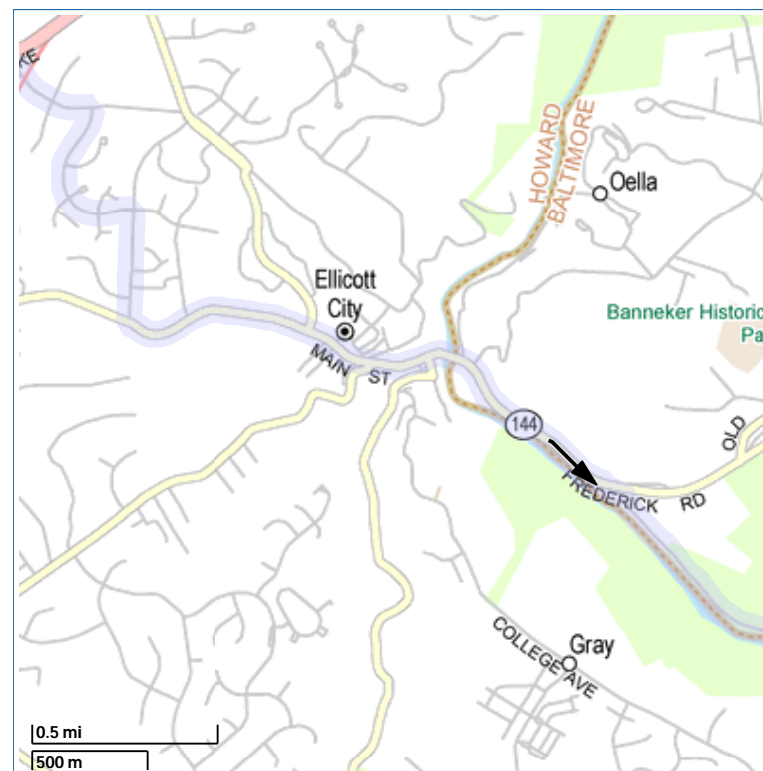 KE
HOWARD
BALTIMORE
Oella
Ellicott
City
Banneker Historic
Pa
MAIN ST
144
OLD
FREDERICK RD
COLLEGE AVE
Gray
0.5 mi
500 m